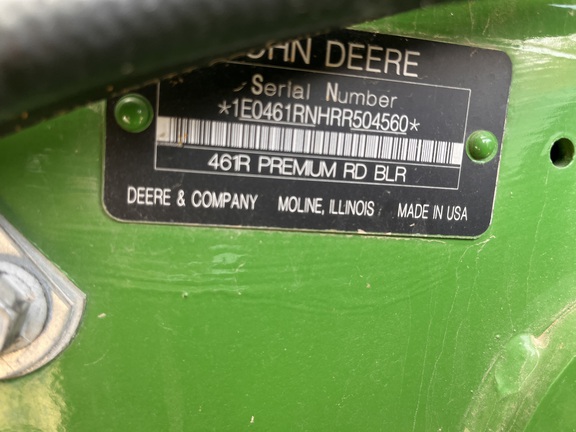 JOHN DEERE
Serial Number
*1E0461RNHRR504560*
461R PREMIUM RD BLR
DEERE & COMPANY MOLINE, ILLINOIS MADE IN USA